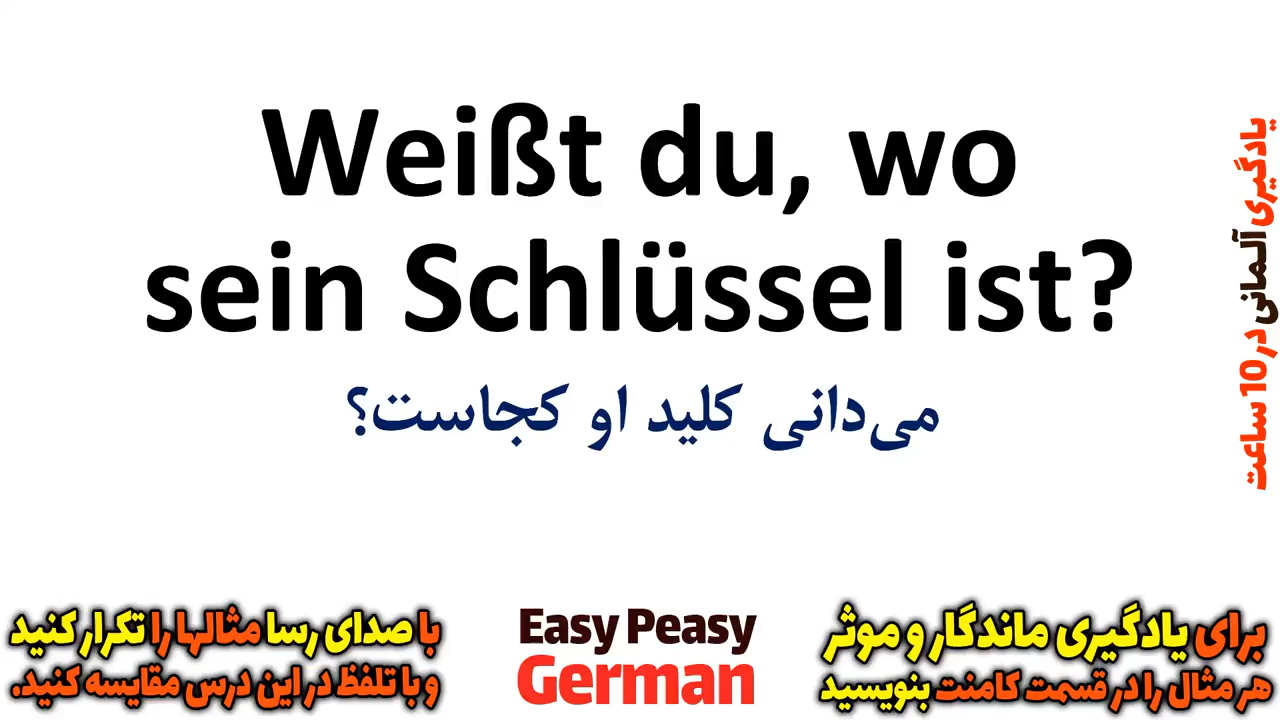 Weißt du, wo
sein Schlüssel ist?
می‌دانی کلید او کجاست؟
یادگیری آلمانی در 10 ساعت
با صدای رسا مثالها را تکرار کنید
و با تلفظ در این درس مقایسه کنید.
Easy Peasy
German
برای یادگیری ماندگار و موثر
هر مثال را در قسمت کامنت بنویسید